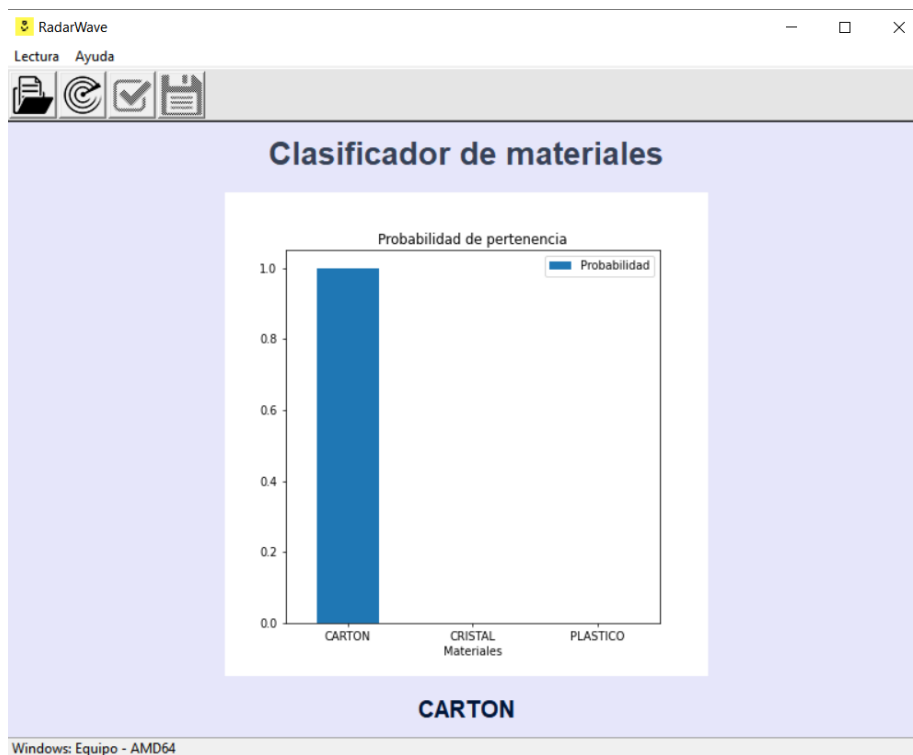 RadarWave
Lectura Ayuda
Clasificador de materiales
Probabilidad de pertenencia
Probabilidad
1.0
0.8
0.6
0.4
0.2
0.0
CARTON CRISTAL PLASTICO
Materiales
CARTON
Windows: Equipo - AMD64